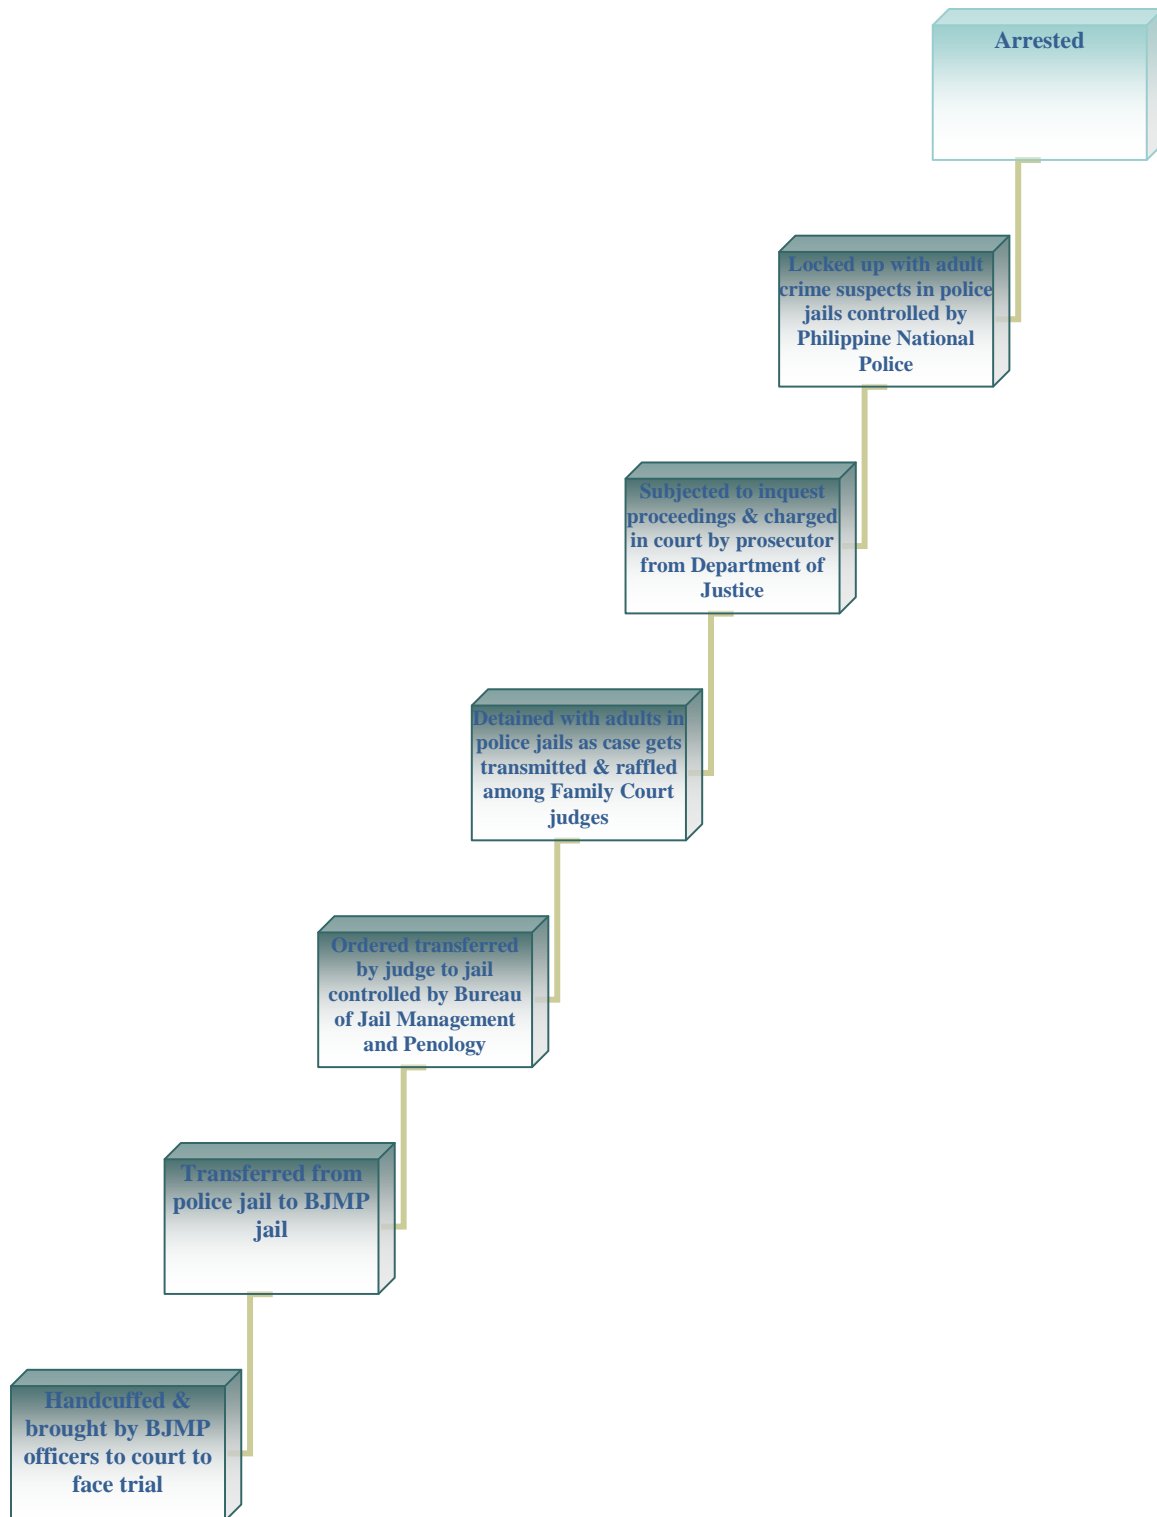 Arrested
Locked up with adult
crime suspects in police
jails controlled by
Philippine National
Police
Subjected to inquest
proceedings & charged
in court by prosecutor
from Department of
Justice
Detained with adults in
police jails as case gets
transmitted & raffled
among Family Court
judges
Ordered transferred
by judge to jail
controlled by Bureau
of Jail Management
and Penology
Transferred from
police jail to BJMP
jail
Handcuffed &
brought by BJMP
officers to court to
face trial